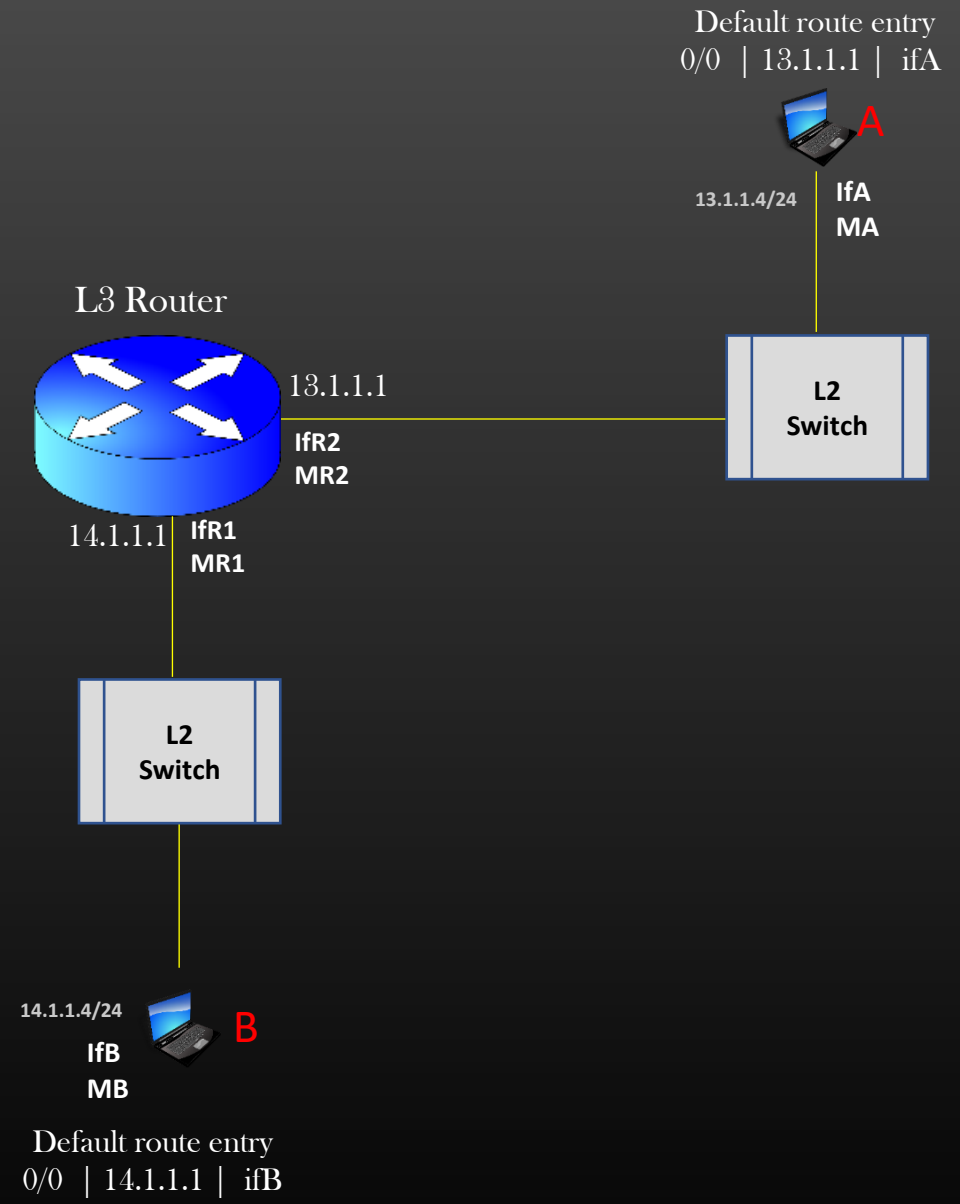 Default route entry
0/0 | 13.1.1.1 | ifA
A
13.1.1.4/24
IfA
MA
L3 Router
13.1.1.1
IfR2
MR2
L2
Switch
14.1.1.1
IfR1
MR1
L2
Switch
14.1.1.4/24
B
IfB
MB
Default route entry
0/0 | 14.1.1.1 | ifB